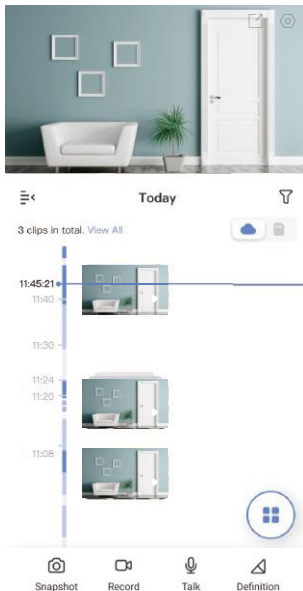 Today
3 clips in total. View All
11:45:21
11:40
11:30
11:24
11:20
11:08
Snapshot Record Talk Definition